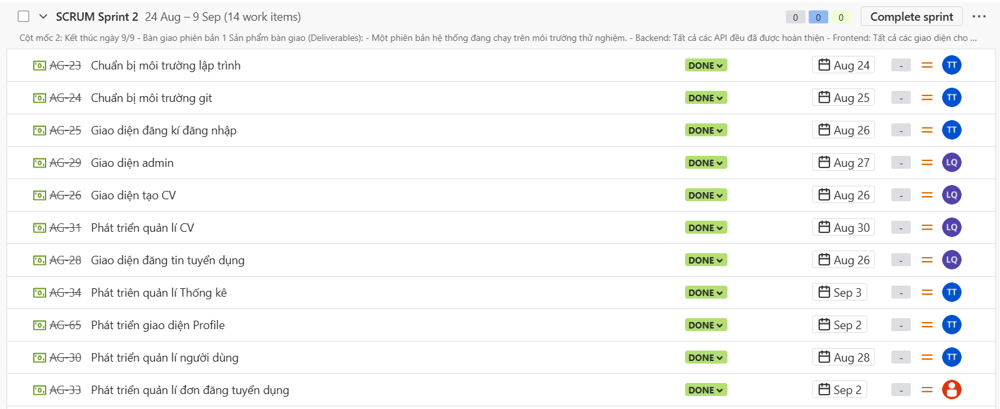 SCRUM Sprint 2 24 Aug – 9 Sep (14 work items) 0 0 0 Complete sprint
Cột mốc 2: Kết thúc ngày 9/9 - Bàn giao phiên bản 1 Sản phẩm bàn giao (Deliverables): - Một phiên bản hệ thống đang chạy trên môi trường thử nghiệm. - Backend: Tất cả các API đều đã được hoàn thiện - Frontend: Tất cả các giao diện cho ...
AG-23 Chuẩn bị môi trường lập trình DONE Aug 24 - TT
AG-24 Chuẩn bị môi trường git DONE Aug 25 - TT
AG-25 Giao diện đăng kí đăng nhập DONE Aug 26 - TT
AG-29 Giao diện admin DONE Aug 27 - LQ
AG-26 Giao diện tạo CV DONE Aug 26 - LQ
AG-31 Phát triển quản lí CV DONE Aug 30 - LQ
AG-28 Giao diện đăng tin tuyển dụng DONE Aug 26 - LQ
AG-34 Phát triên quản lí Thống kê DONE Sep 3 - TT
AG-65 Phát triển giao diện Profile DONE Sep 2 - TT
AG-30 Phát triển quản lí người dùng DONE Aug 28 - TT
AG-33 Phát triển quản lí đơn đăng tuyển dụng DONE Sep 2 -